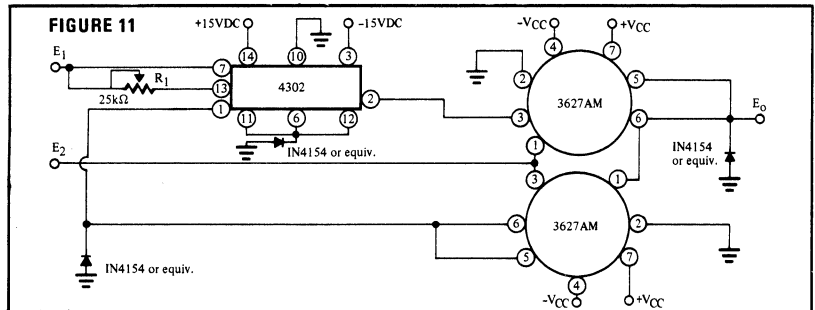 FIGURE 11
+15VDC
-15VDC
-VCC
+VCC
E1
R1
25kΩ
14
10
3
7
13
1
4302
2
11
6
12
IN4154 or equiv.
4
7
2
5
3627AM
3
6
1
EO
IN4154
or equiv.
E2
3
1
6
3627AM
2
5
7
4
IN4154 or equiv.
-VCC
+VCC